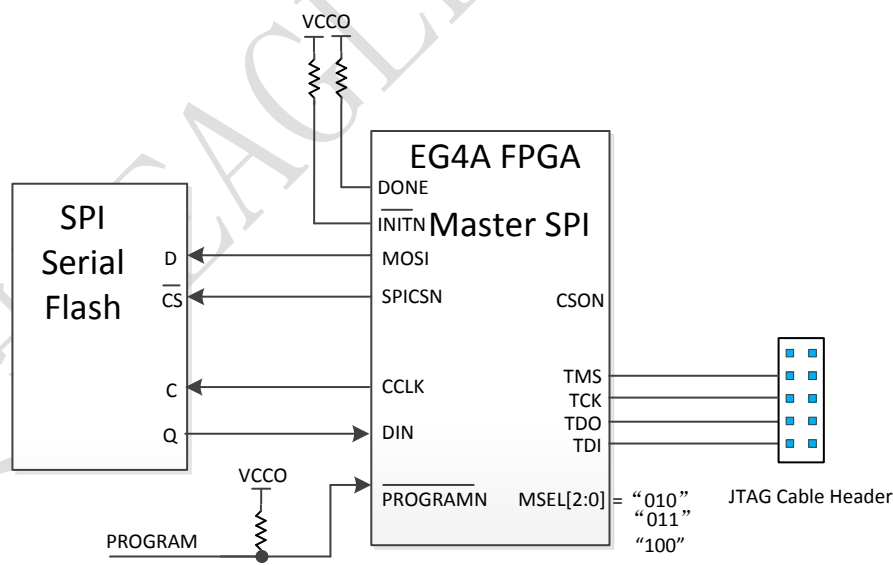 VCCO
EG4A FPGA
Master SPI
DONE
INITN
MOSI
SPICSN
CSON
CCLK
DIN
PROGRAMN
MSEL[2:0] = “010”
“011”
“100”
TMS
TCK
TDO
TDI
SPI
Serial
Flash
D
CS
C
Q
VCCO
PROGRAM
JTAG Cable Header